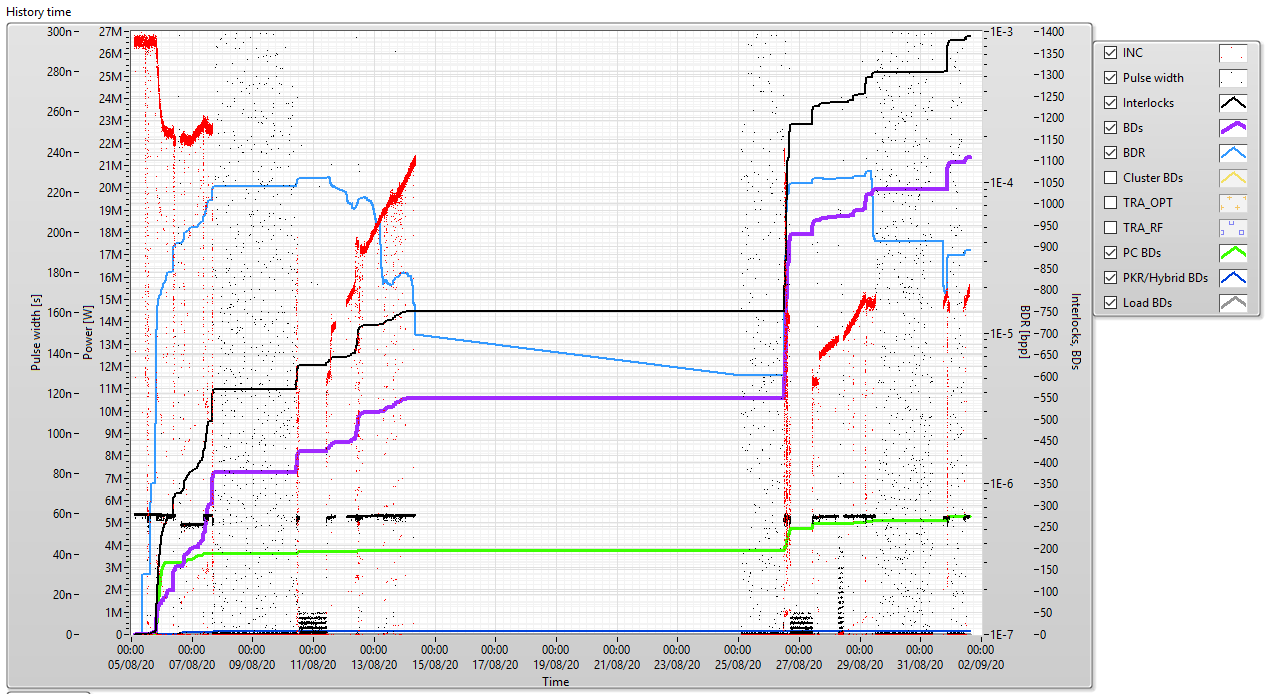 History time
300n 27M 1E-3 1400
26M 1350
280n 25M 1300
24M 1250
260n 23M 1200
22M 1150
240n 21M 1100
220n 20M 1E-4 1050
19M 1000
200n 18M 950
17M 900
180n 16M 850
15M 800
160n 14M 750
13M 1E-5 700
140n 12M 650
11M 600
120n 10M 550
100n 9M 500
8M 450
80n 7M 400
6M 1E-6 350
60n 5M 300
4M 250
40n 3M 200
2M 150
20n 1M 100
50
0 0 1E-7 0
Pulse width [s]
Power [W]
BDR [bpp]
Interlocks, BDs
00:00 00:00 00:00 00:00 00:00 00:00 00:00 00:00 00:00 00:00 00:00 00:00 00:00 00:00 00:00
05/08/20 07/08/20 09/08/20 11/08/20 13/08/20 15/08/20 17/08/20 19/08/20 21/08/20 23/08/20 25/08/20 27/08/20 29/08/20 31/08/20 02/09/20
Time
INC
Pulse width
Interlocks
BDs
BDR
Cluster BDs
TRA_OPT
TRA_RF
PC BDs
PKR/Hybrid BDs
Load BDs